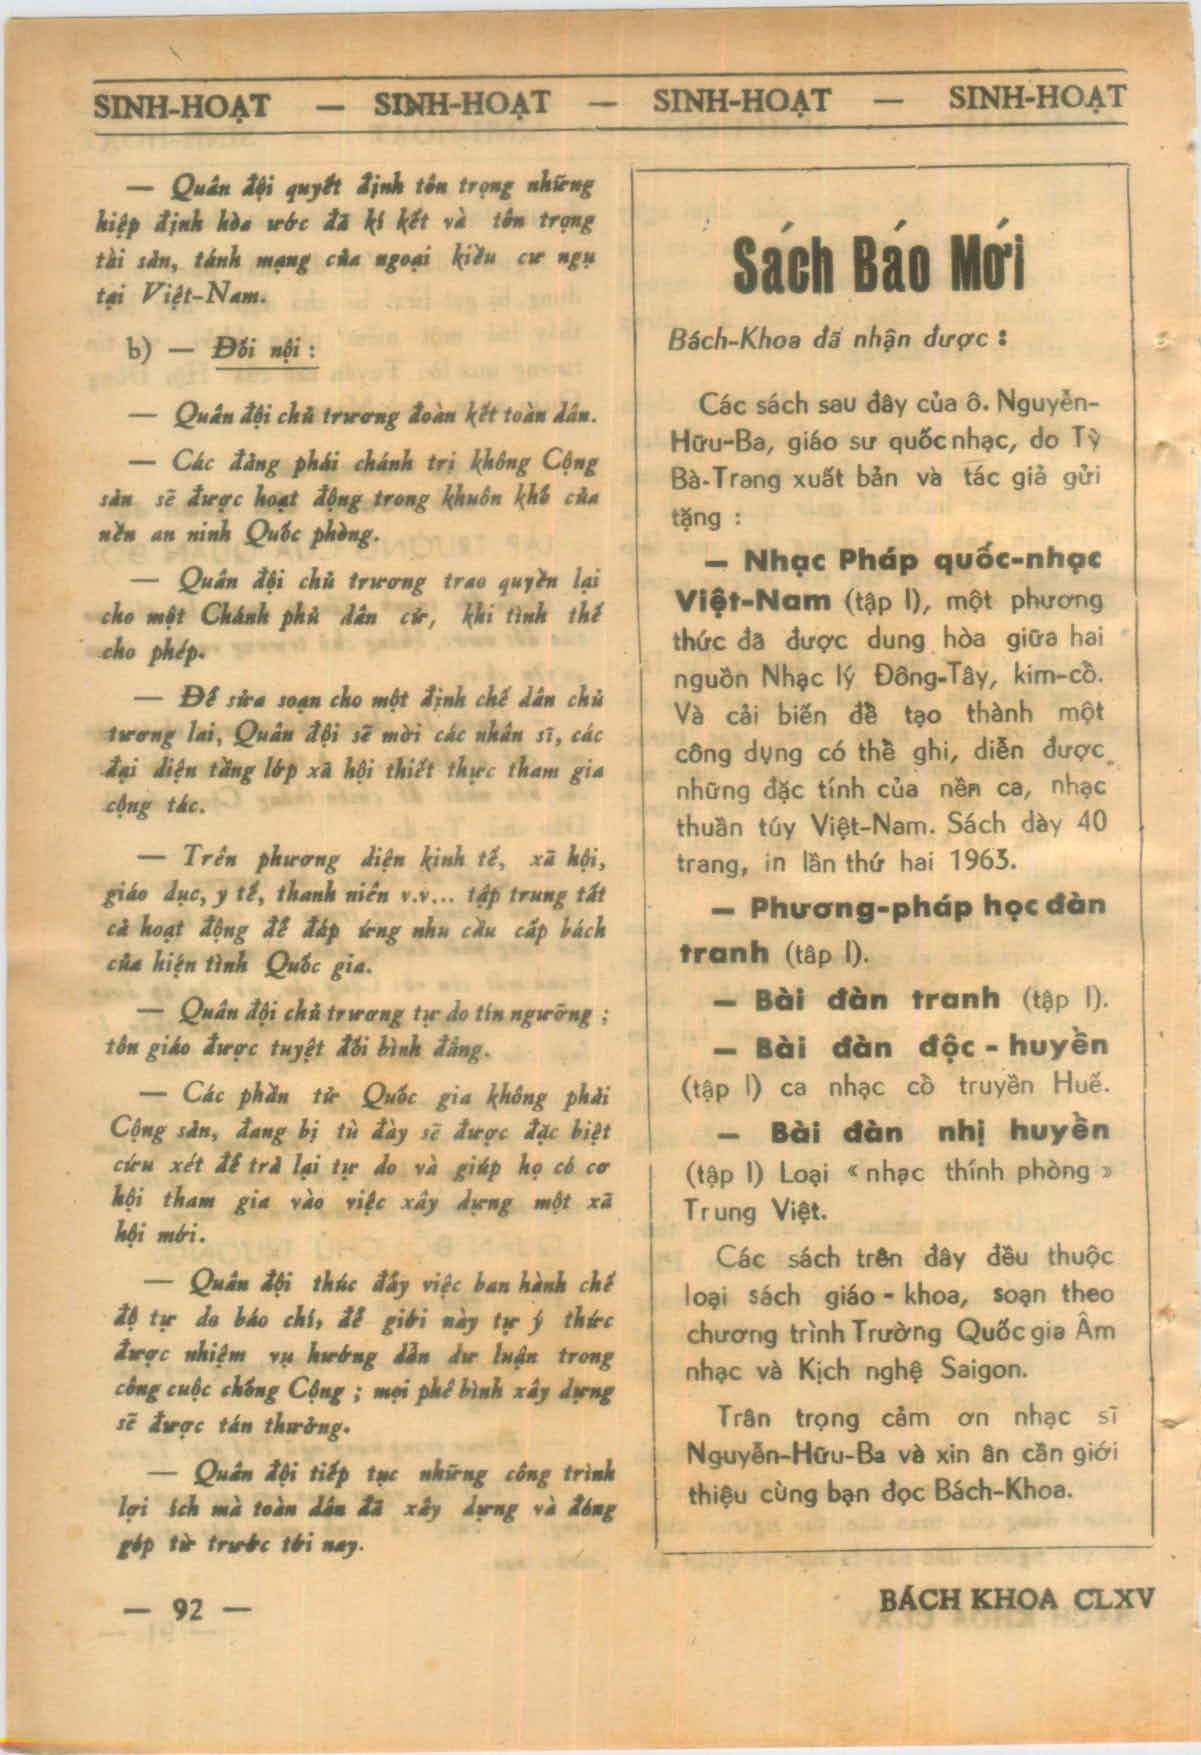 SINH-HOẠT — SINH-HOẠT — SINH-HOẠT — SINH-HOẠT
— Quân đội quyết định tôn trọng những
hiệp định hòa ước đã kí kết và tôn trọng
tài sản, tánh mạng của ngoại kiều cư ngụ
tại Việt-Nam.
b) — Đối nội :
— Quân đội chủ trương đoàn kết toàn dân.
— Các đảng phái chánh trị không Cộng
sản sẽ được hoạt động trong khuôn khổ của
nền an ninh Quốc phòng.
— Quân đội chủ trương trao quyền lại
cho một Chánh phủ dân cử, khi tình thế
cho phép.
— Để sửa soạn cho một định chế dân chủ
tương lai, Quân đội sẽ mời các nhân sĩ, các
đại diện tầng lớp xã hội thiết thực tham gia
cộng tác.
— Trên phương diện kinh tế, xã hội,
giáo dục, y tế, thanh niên v.v... tập trung tất
cả hoạt động để đáp ứng nhu cầu cấp bách
của hiện tình Quốc gia.
— Quân đội chủ trương tự do tín ngưỡng ;
tôn giáo được tuyệt đối bình đẳng.
— Các phần tử Quốc gia không phải
Cộng sản, đang bị tù đày sẽ được đặc biệt
cứu xét để trả lại tự do và giúp họ có cơ
hội tham gia vào việc xây dựng một xã
hội mới.
— Quân đội thúc đẩy việc ban hành chế
độ tự do báo chí, để giới này tự ý thức
được nhiệm vụ hướng dẫn dư luận trong
công cuộc chống Cộng ; mọi phê bình xây dựng
sẽ được tán thưởng.
— Quân đội tiếp tục những công trình
lợi ích mà toàn dân đã xây dựng và đóng
góp từ trước tới nay.
Sách Báo Mới
Bách-Khoa đã nhận được :
Các sách sau đây của ô. Nguyễn-
Hữu-Ba, giáo sư quốc nhạc, do Tỳ
Bà-Trang xuất bản và tác giả gửi
tặng :
— Nhạc Pháp quốc-nhạc
Việt-Nam (tập I), một phương
thức đã được dung hòa giữa hai
nguồn Nhạc lý Đông-Tây, kim-cổ.
Và cải biến để tạo thành một
công dụng có thể ghi, diễn được
những đặc tính của nền ca, nhạc
thuần túy Việt-Nam. Sách dày 40
trang, in lần thứ hai 1963.
— Phương-pháp học đàn
tranh (tập I).
— Bài đàn tranh (tập I).
— Bài đàn độc - huyền
(tập I) ca nhạc cổ truyền Huế.
— Bài đàn nhị huyền
(tập I) Loại « nhạc thính phòng »
Trung Việt.
Các sách trên đây đều thuộc
loại sách giáo - khoa, soạn theo
chương trình Trường Quốc gia Âm
nhạc và Kịch nghệ Saigon.
Trân trọng cảm ơn nhạc sĩ
Nguyễn-Hữu-Ba và xin ân cần giới
thiệu cùng bạn đọc Bách-Khoa.
— 92 —
BÁCH KHOA CLXV